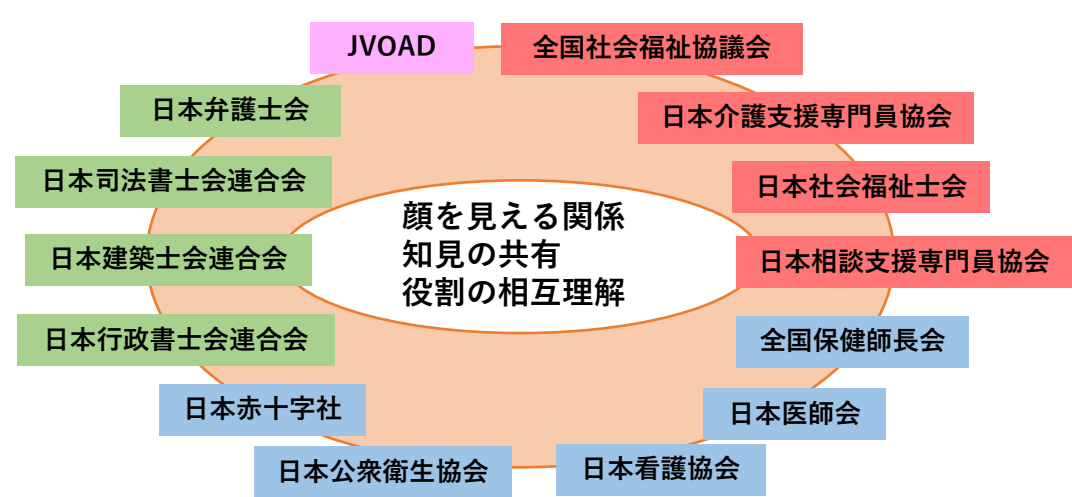 JVOAD
全国社会福祉協議会
日本弁護士会
日本介護支援専門員協会
日本司法書士会連合会
日本社会福祉士会
顔を見える関係
知見の共有
役割の相互理解
日本建築士会連合会
日本相談支援専門員協会
日本行政書士会連合会
全国保健師長会
日本赤十字社
日本医師会
日本公衆衛生協会
日本看護協会